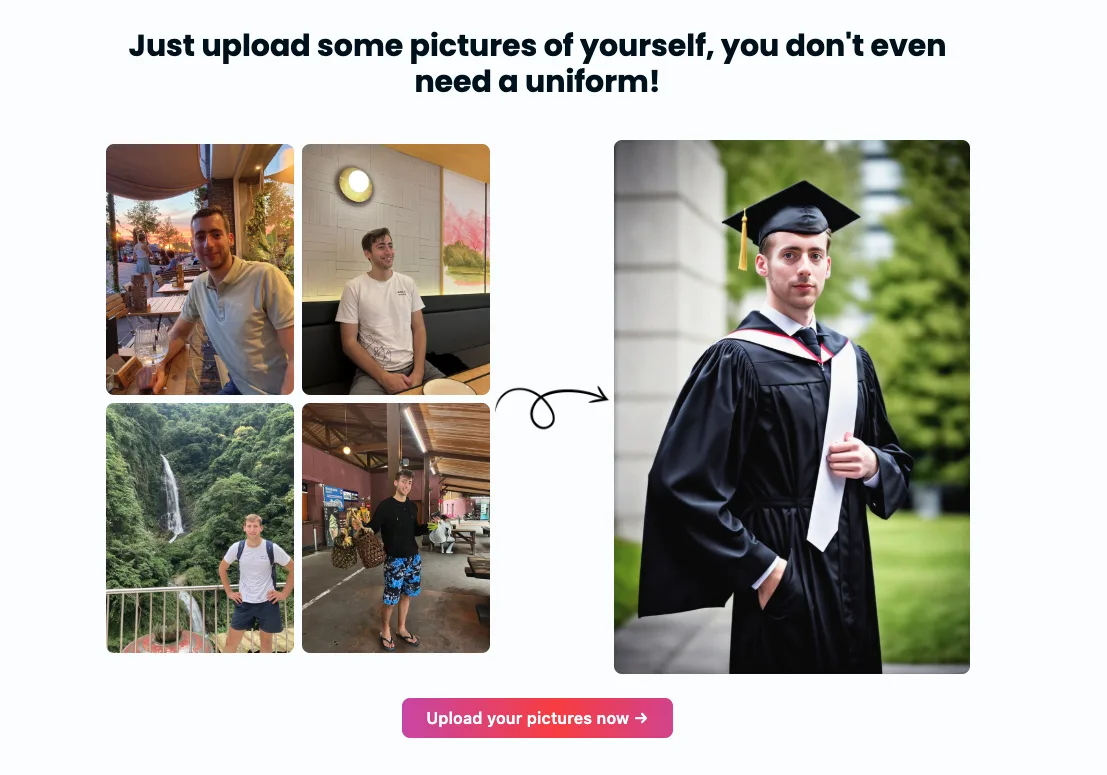 Just upload some pictures of yourself, you don't even
need a uniform!
Upload your pictures now →